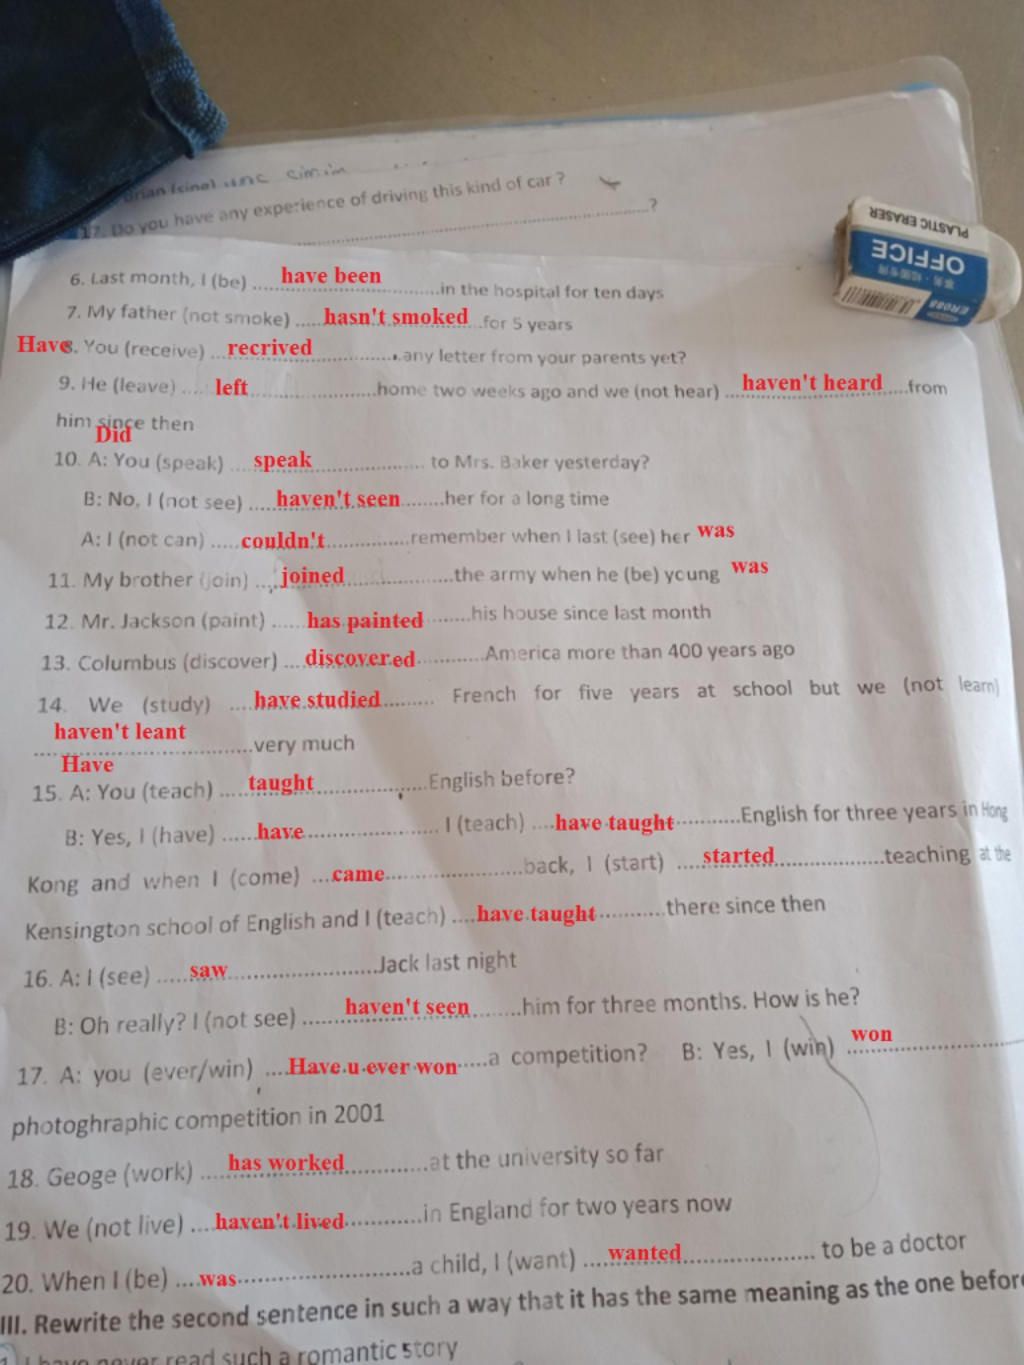 17. Do you have any experience of driving this kind of car ?
..............................?
PLASTIC ERASER
OFFICE
ER088
6. Last month, I (be) ....have been....in the hospital for ten days
7. My father (not smoke) ....hasn't smoked...for 5 years
Have
8. You (receive) ...recrived....any letter from your parents yet?
9. He (leave) ....left....home two weeks ago and we (not hear) ...haven't heard....from
him since then
Did
10. A: You (speak) ...speak.... to Mrs. Baker yesterday?
B: No, I (not see) ....haven't seen....her for a long time
A: I (not can) ....couldn't....remember when I last (see) her was
11. My brother (join) ...joined....the army when he (be) young was
12. Mr. Jackson (paint) ....has painted....his house since last month
13. Columbus (discover) ...discovered....America more than 400 years ago
14. We (study) ....have studied.... French for five years at school but we (not learn)
haven't leant....very much
Have
15. A: You (teach) ....taught....English before?
B: Yes, I (have) ....have.... I (teach) ....have taught....English for three years in Hong
Kong and when I (come) ...came....back, I (start) ....started....teaching at the
Kensington school of English and I (teach) ....have taught....there since then
16. A: I (see) ....saw....Jack last night
B: Oh really? I (not see) ....haven't seen....him for three months. How is he?
17. A: you (ever/win) ....Have u ever won....a competition? B: Yes, I (win) won....
photoghraphic competition in 2001
18. Geoge (work) ....has worked....at the university so far
19. We (not live) ....haven't lived....in England for two years now
20. When I (be) ....was....a child, I (want) ....wanted.... to be a doctor
III. Rewrite the second sentence in such a way that it has the same meaning as the one before
I have never read such a romantic story